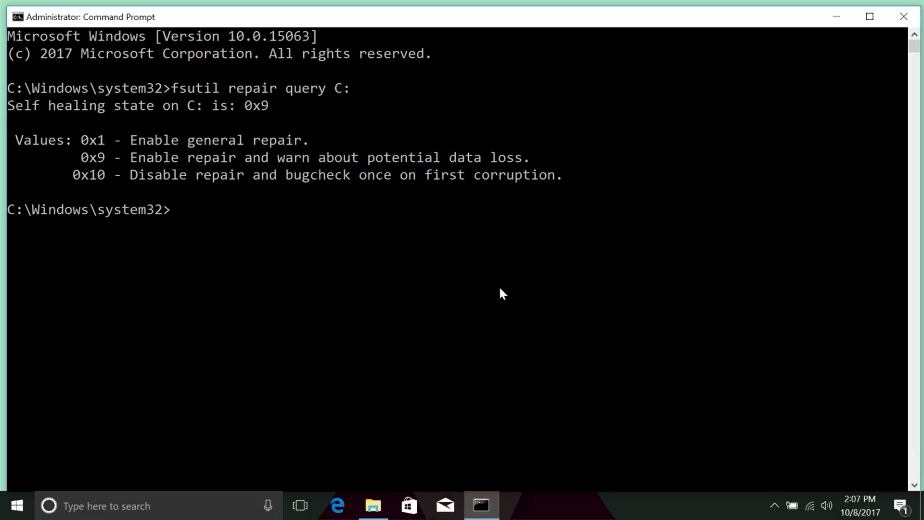 Administrator: Command Prompt
Microsoft Windows [Version 10.0.15063]
(c) 2017 Microsoft Corporation. All rights reserved.
C:\Windows\system32>fsutil repair query C:
Self healing state on C: is: 0x9
Values: 0x1 - Enable general repair.
0x9 - Enable repair and warn about potential data loss.
0x10 - Disable repair and bugcheck once on first corruption.
C:\Windows\system32>
Type here to search
2:07 PM
10/8/2017
1